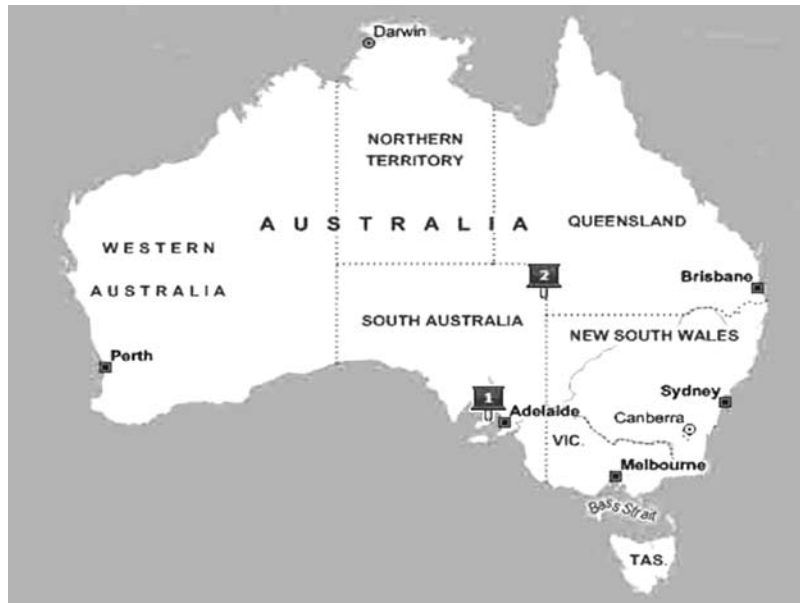 Darwin
NORTHERN
TERRITORY
AUSTRALIA
QUEENSLAND
WESTERN
AUSTRALIA
2
Brisbane
SOUTH AUSTRALIA
NEW SOUTH WALES
Perth
1
Adelaide
Sydney
Canberra
VIC.
Melbourne
Bass Strait
TAS.